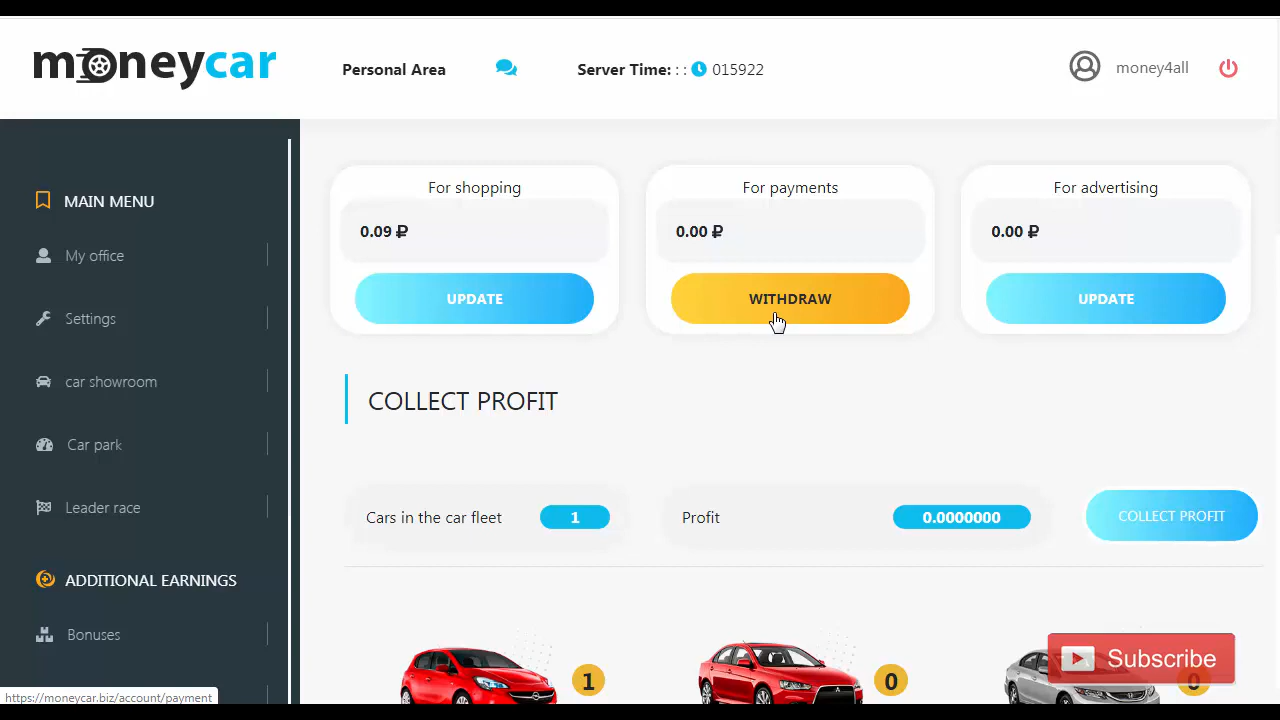 moneycar
Personal Area
Server Time: : : 015922
money4all
For shopping
For payments
For advertising
0.09 ₽
0.00 ₽
0.00 ₽
UPDATE
WITHDRAW
UPDATE
MAIN MENU
My office
Settings
car showroom
Car park
Leader race
ADDITIONAL EARNINGS
Bonuses
COLLECT PROFIT
Cars in the car fleet 1
Profit 0.0000000
COLLECT PROFIT
1
0
0
Subscribe
https://moneycar.biz/account/payment